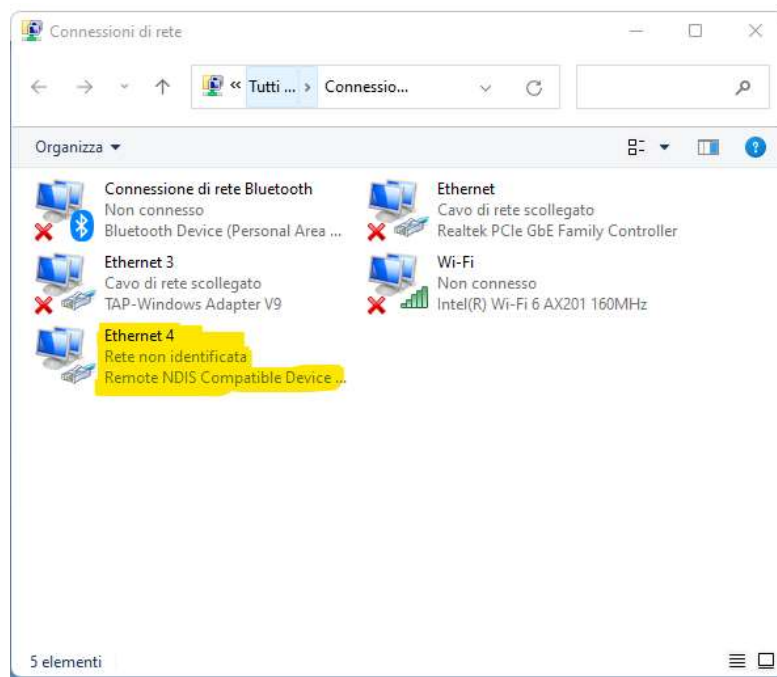 Connessioni di rete
« Tutti ... › Connessio...
Organizza
Connessione di rete Bluetooth
Non connesso
Bluetooth Device (Personal Area ...
Ethernet
Cavo di rete scollegato
Realtek PCIe GbE Family Controller
Ethernet 3
Cavo di rete scollegato
TAP-Windows Adapter V9
Wi-Fi
Non connesso
Intel(R) Wi-Fi 6 AX201 160MHz
Ethernet 4
Rete non identificata
Remote NDIS Compatible Device ...
5 elementi